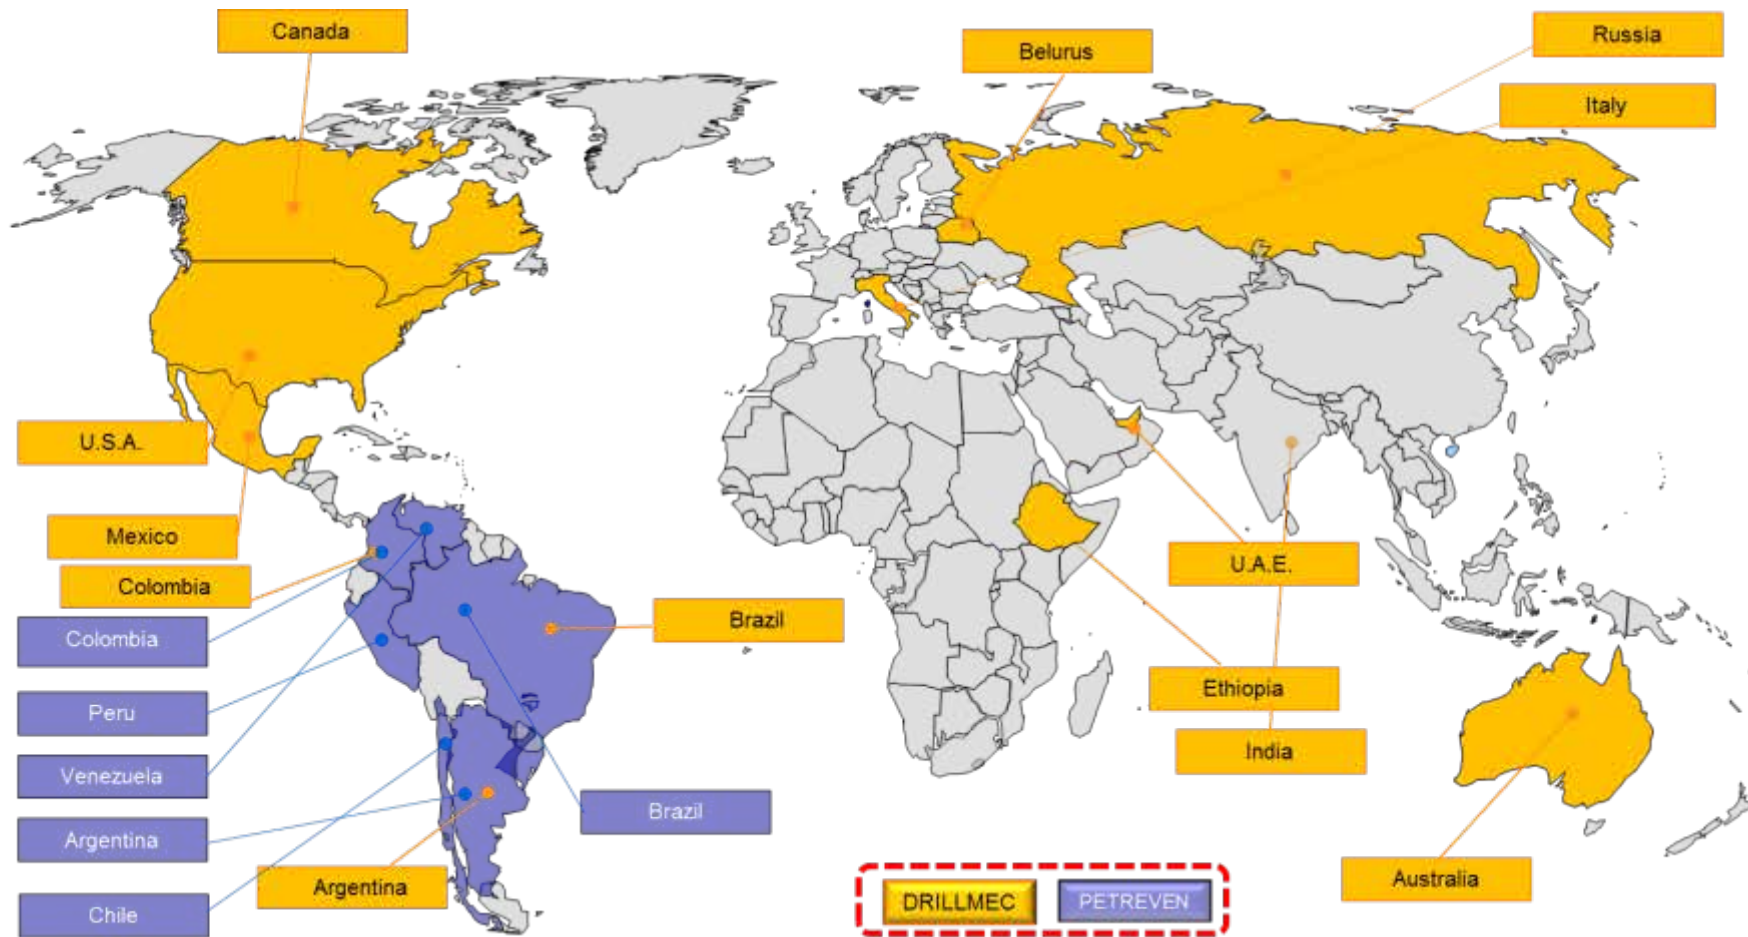 Canada
Belurus
Russia
Italy
U.S.A.
Mexico
Colombia
Colombia
Peru
Venezuela
Argentina
Chile
Argentina
Brazil
Brazil
U.A.E.
Ethiopia
India
Australia
DRILLMEC
PETREVEN